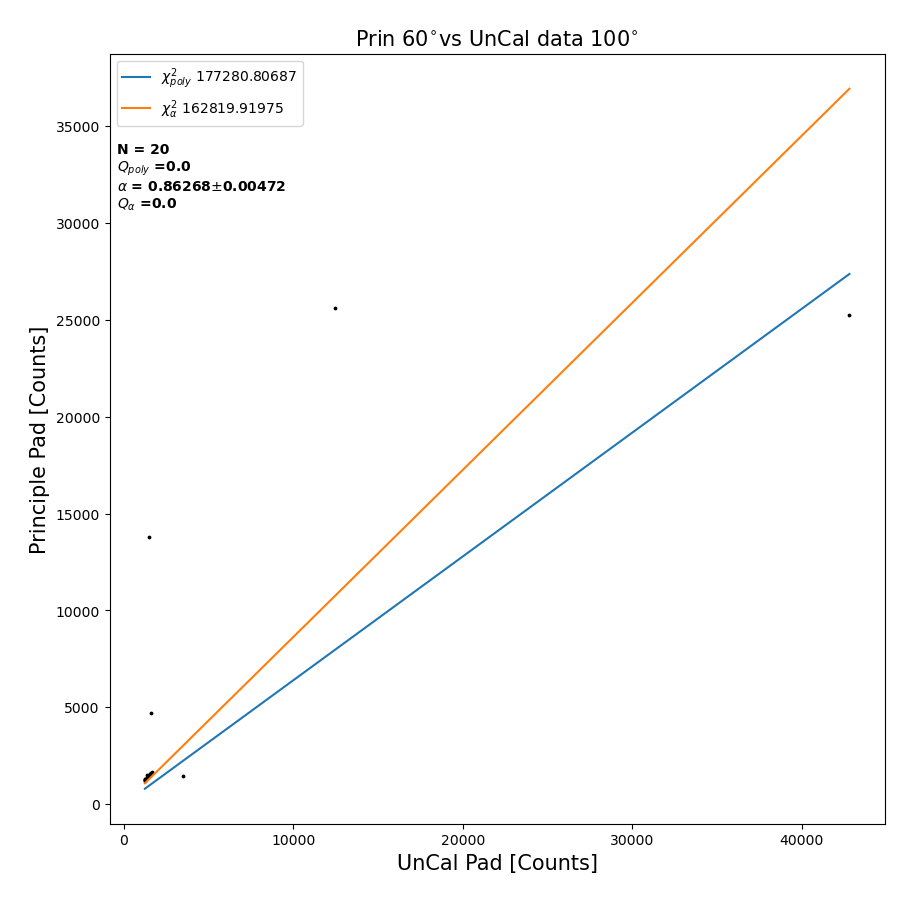 Prin 60°vs UnCal data 100°
χ²poly 177280.80687
χ²α 162819.91975
N = 20
Qpoly =0.0
α = 0.86268±0.00472
Qα =0.0
35000
30000
25000
20000
15000
10000
5000
0
Principle Pad [Counts]
0 10000 20000 30000 40000
UnCal Pad [Counts]